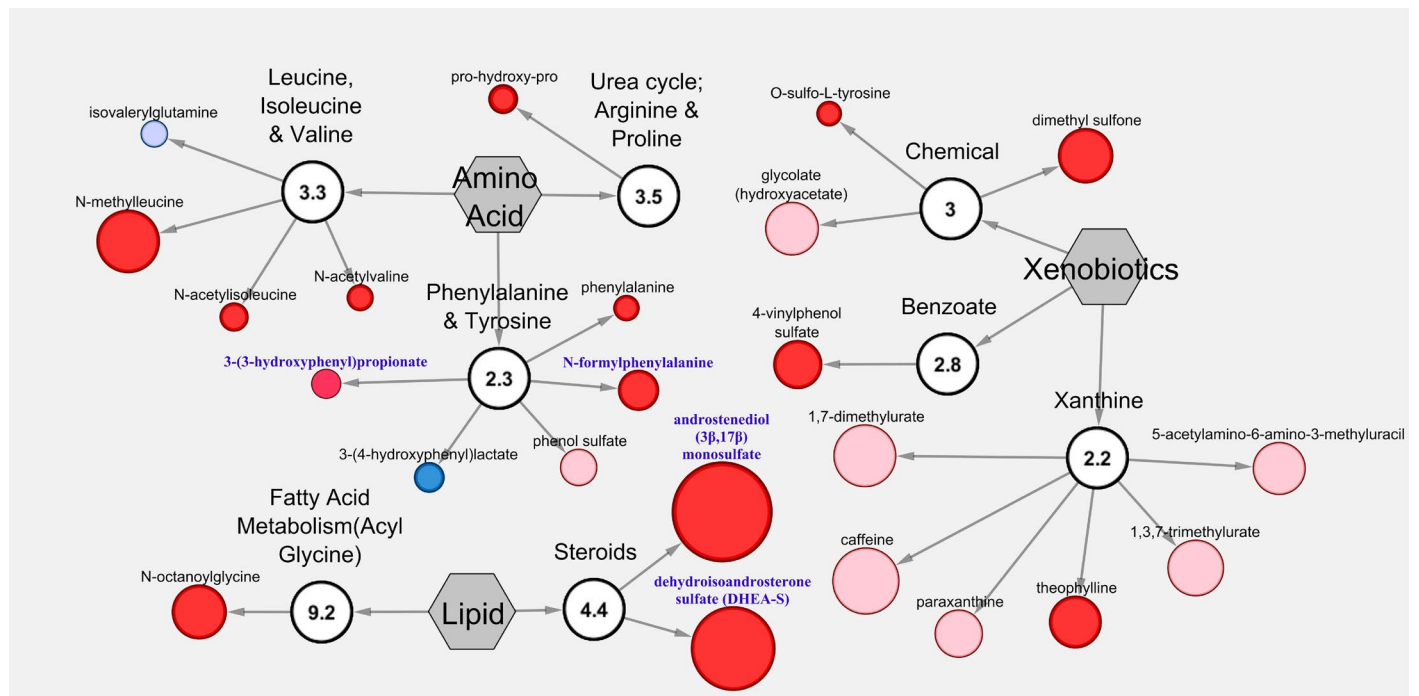 Leucine,
Isoleucine
& Valine
isovalerylglutamine
3.3
N-methylleucine
N-acetylisoleucine
N-acetylvaline
Amino
Acid
pro-hydroxy-pro
Urea cycle;
Arginine &
Proline
3.5
Phenylalanine
& Tyrosine
2.3
phenylalanine
3-(3-hydroxyphenyl)propionate
N-formylphenylalanine
3-(4-hydroxyphenyl)lactate
phenol sulfate
Fatty Acid
Metabolism(Acyl
Glycine)
N-octanoylglycine
9.2
Lipid
Steroids
4.4
androstenediol
(3β,17β)
monosulfate
dehydroisoandrosterone
sulfate (DHEA-S)
O-sulfo-L-tyrosine
dimethyl sulfone
Chemical
glycolate
(hydroxyacetate)
3
Xenobiotics
Benzoate
4-vinylphenol
sulfate
2.8
Xanthine
2.2
1,7-dimethylurate
5-acetylamino-6-amino-3-methyluracil
caffeine
1,3,7-trimethylurate
paraxanthine
theophylline